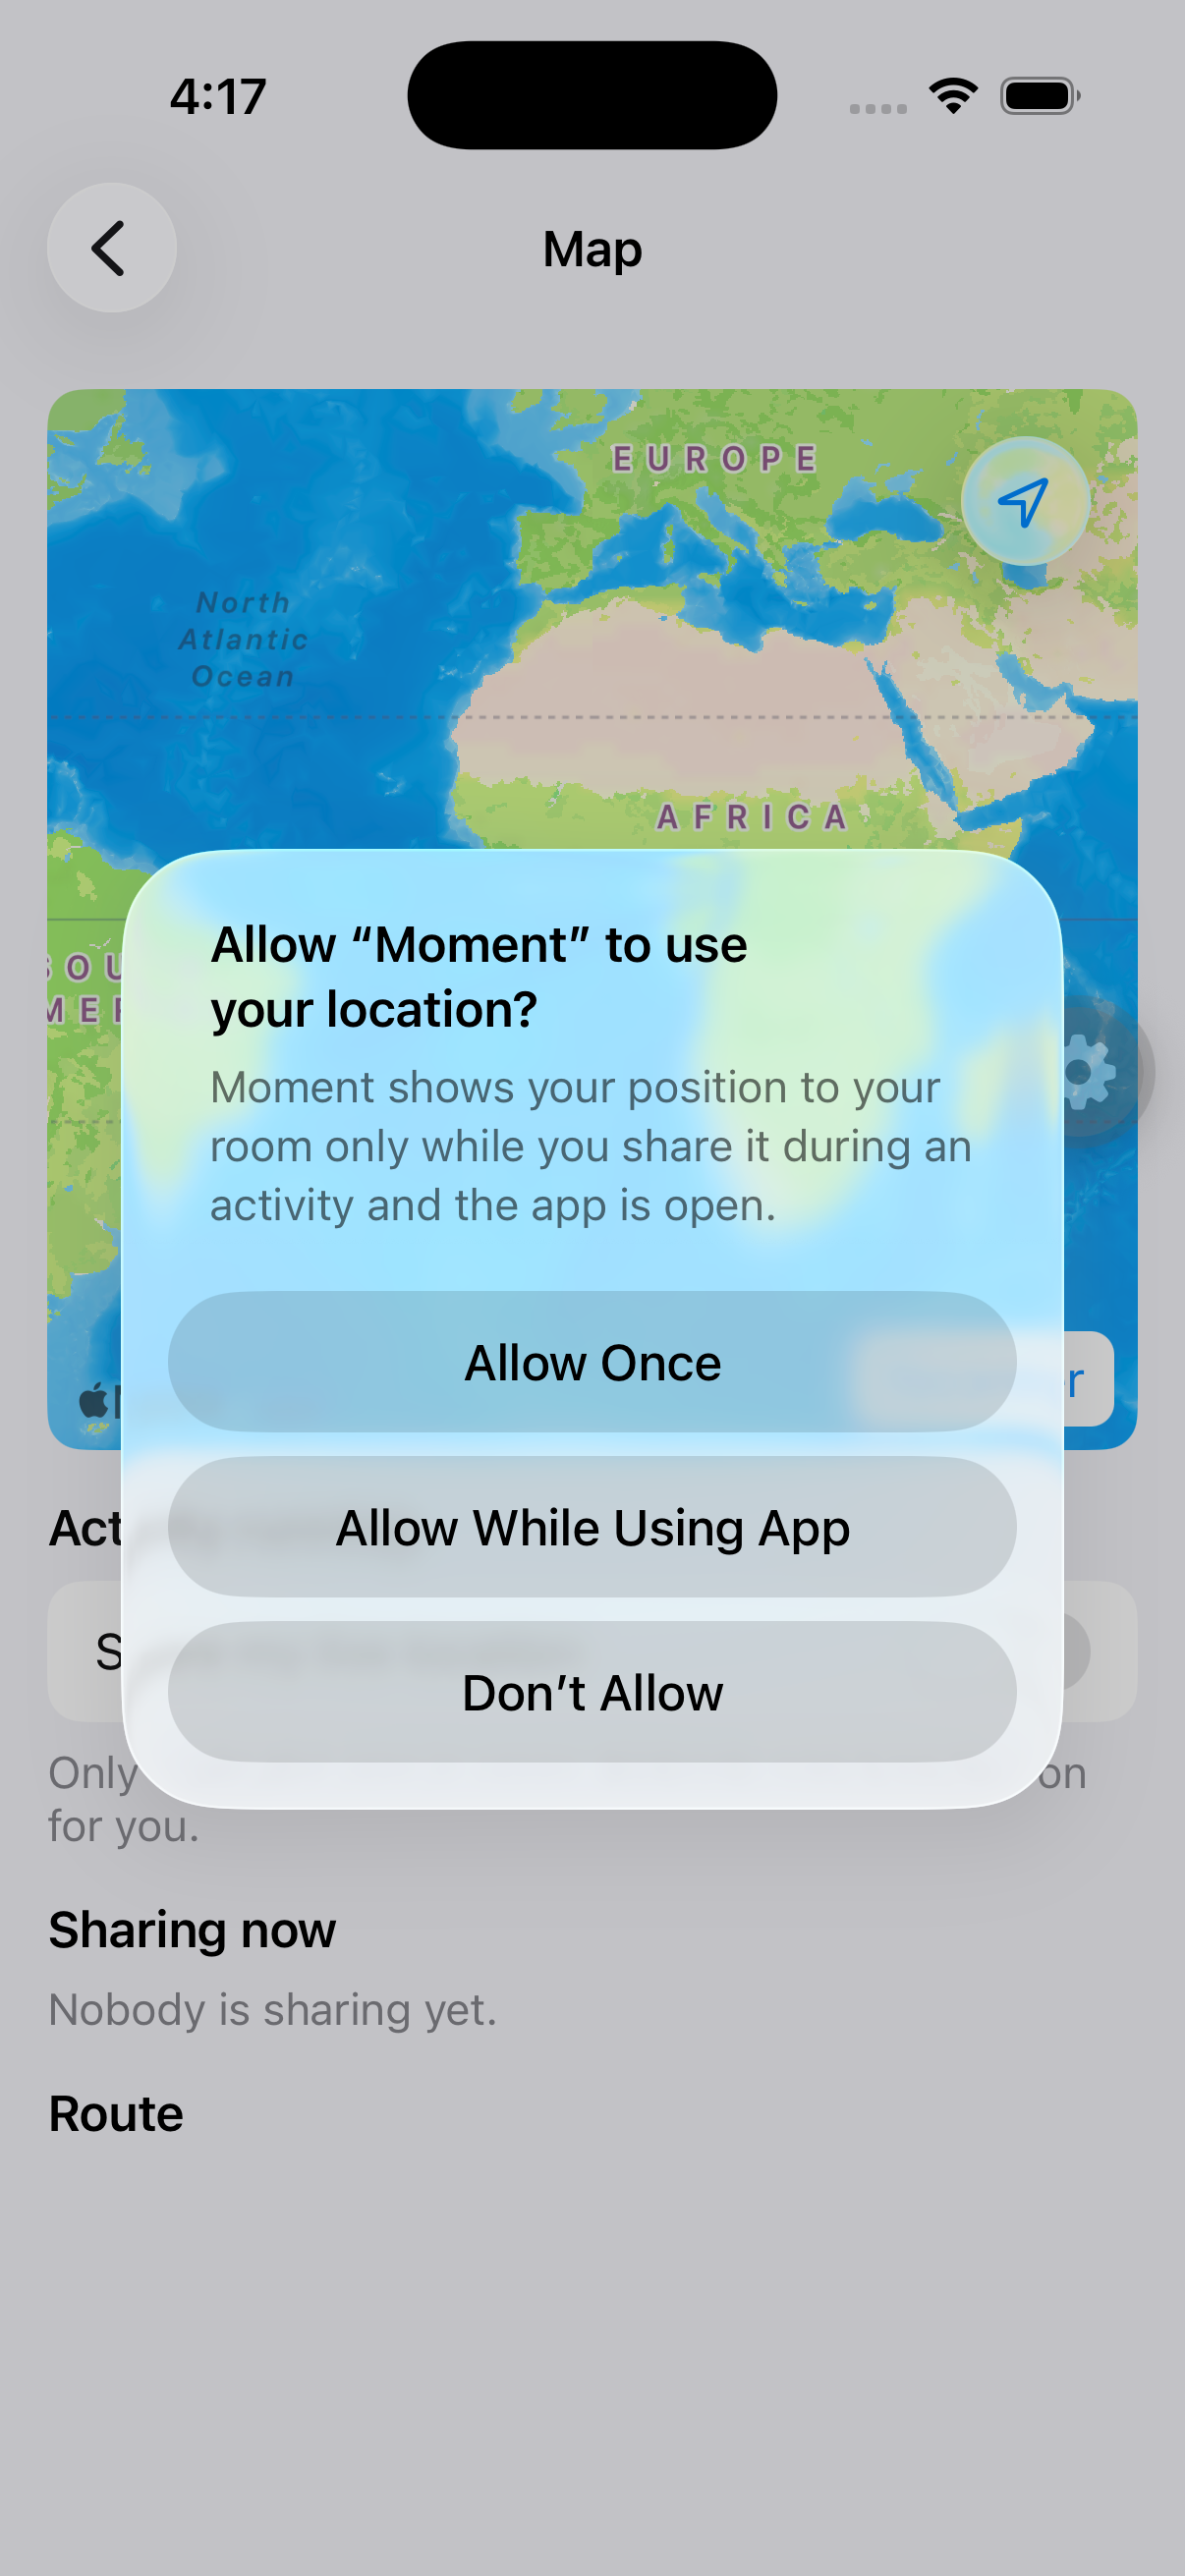 4:17
Map
EUROPE
North
Atlantic
Ocean
AFRICA
Allow “Moment” to use
your location?
Moment shows your position to your
room only while you share it during an
activity and the app is open.
Allow Once
Allow While Using App
Don’t Allow
Only
on
for you.
Sharing now
Nobody is sharing yet.
Route